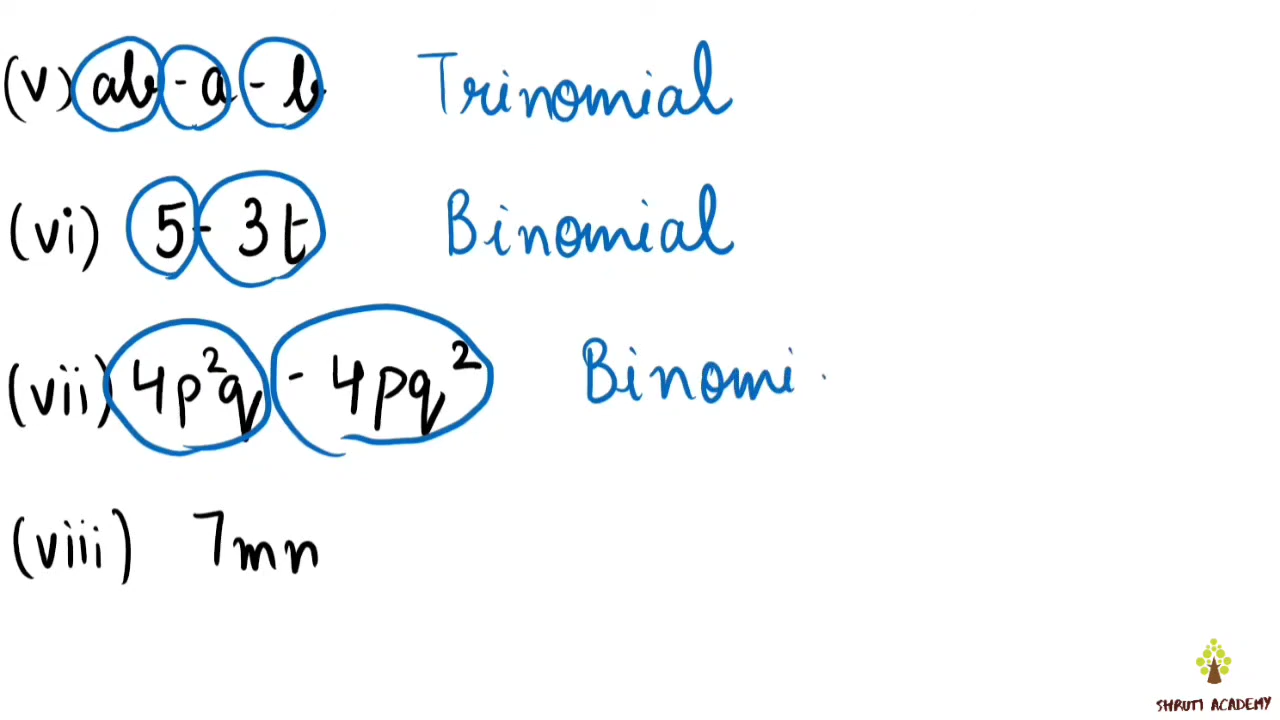 (v) ab - a - b Trinomial
(vi) 5 - 3t Binomial
(vii) 4p²q - 4pq² Binomi
(viii) 7mn
SHRUTI ACADEMY